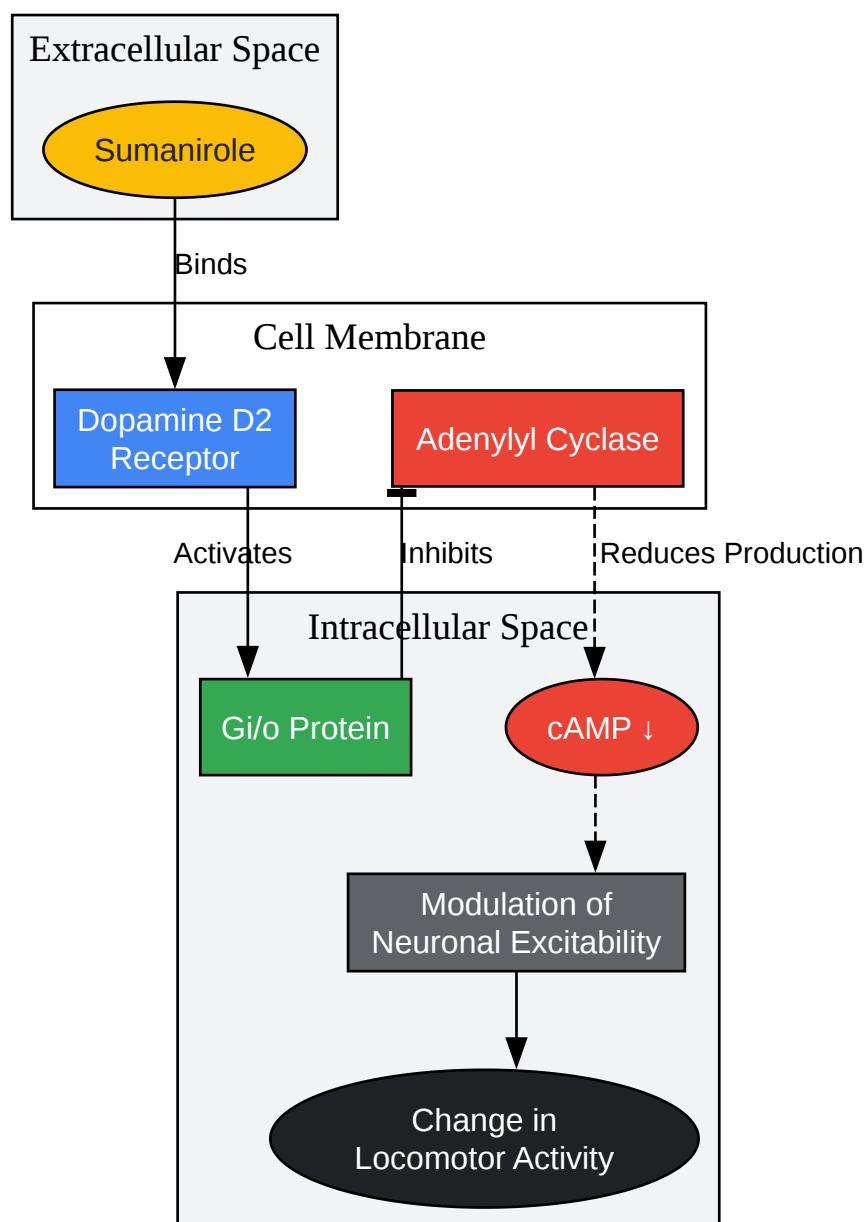 Extracellular Space
Sumanirole
Binds
Cell Membrane
Dopamine D2
Receptor
Adenylyl Cyclase
Activates
Inhibits
Reduces Production
Intracellular Space
Gi/o Protein
cAMP ↓
Modulation of
Neuronal Excitability
Change in
Locomotor Activity